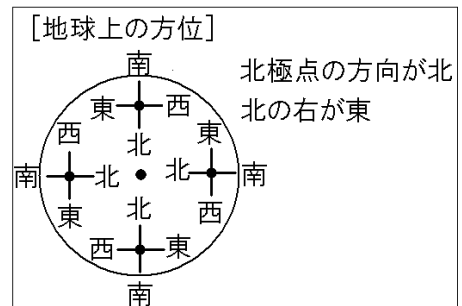 [地球上の方位]
北極点の方向が北
北の右が東
南
東 西
北
西 東
南 北 北 南
東 西
北
西 東
南